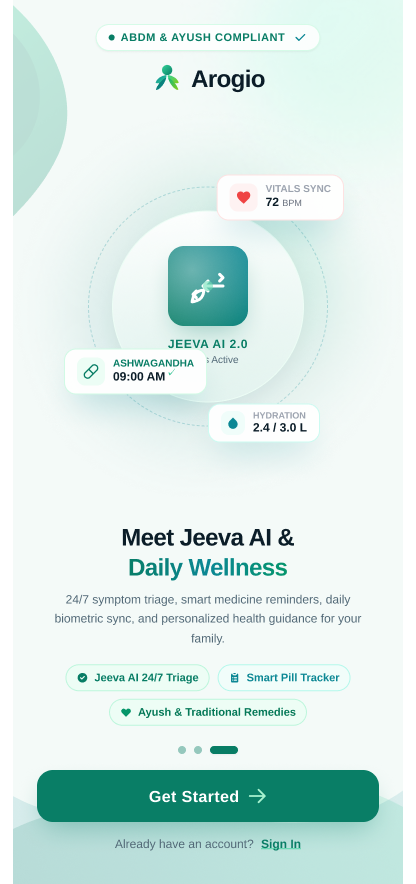 ABDM & AYUSH COMPLIANT
Arogio
VITALS SYNC
72 BPM
JEEVA AI 2.0
s Active
ASHWAGANDHA
09:00 AM
HYDRATION
2.4 / 3.0 L
Meet Jeeva AI &
Daily Wellness
24/7 symptom triage, smart medicine reminders, daily
biometric sync, and personalized health guidance for your
family.
Jeeva AI 24/7 Triage
Smart Pill Tracker
Ayush & Traditional Remedies
Get Started
Already have an account? Sign In